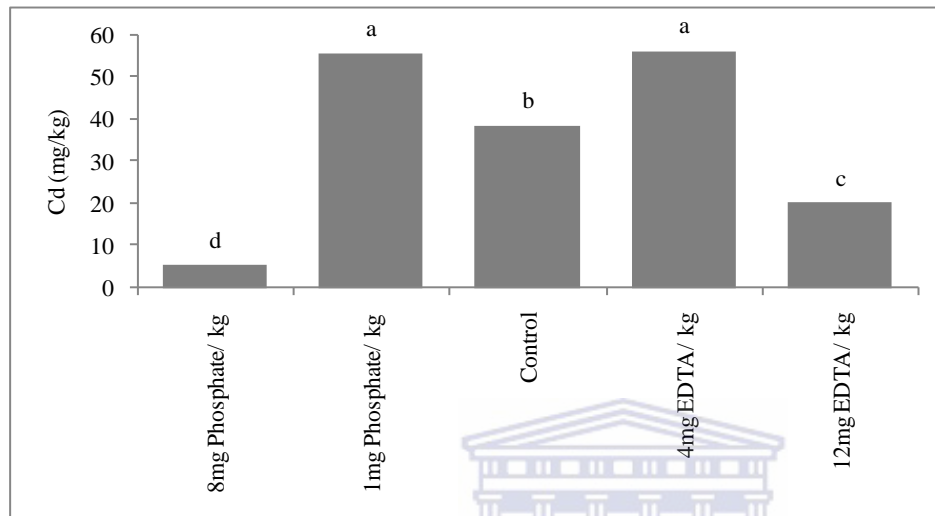 60
50
40
30
20
10
0
Cd (mg/kg)
d
a
b
a
c
8mg Phosphate/ kg
1mg Phosphate/ kg
Control
4mg EDTA/ kg
12mg EDTA/ kg